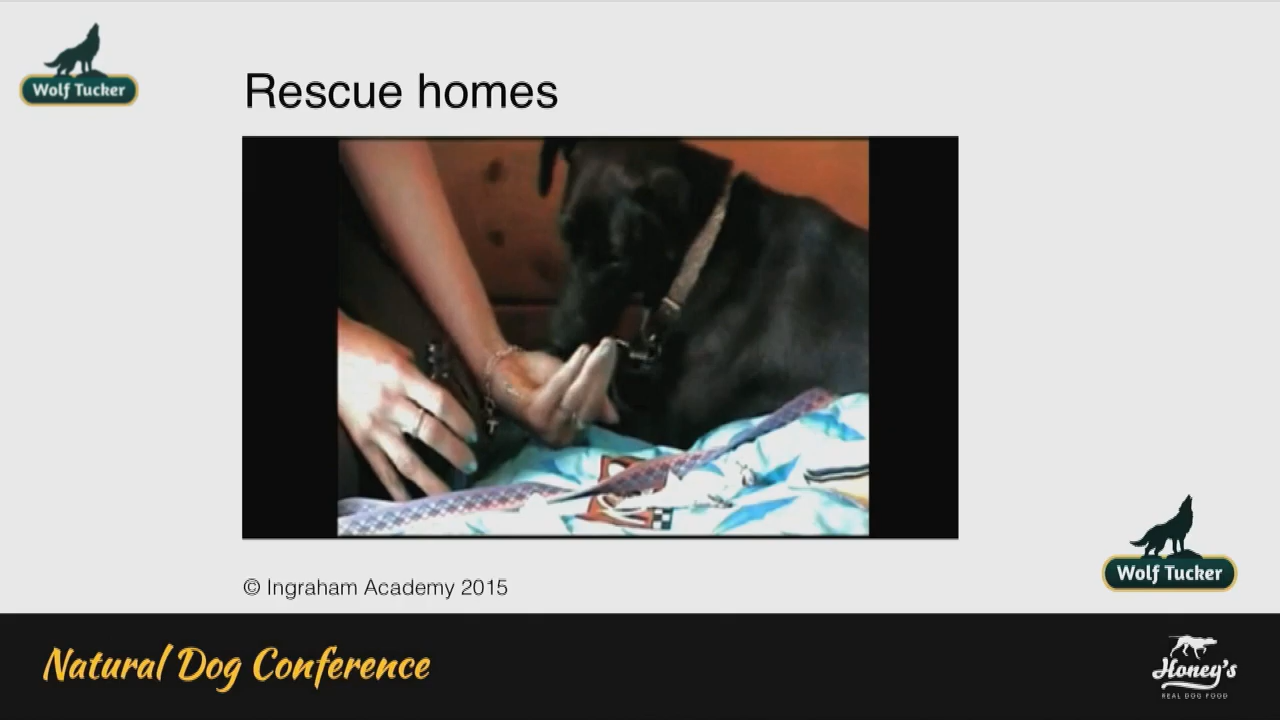 Wolf Tucker
Rescue homes
© Ingraham Academy 2015
Wolf Tucker
Natural Dog Conference
Honey's
REAL DOG FOOD